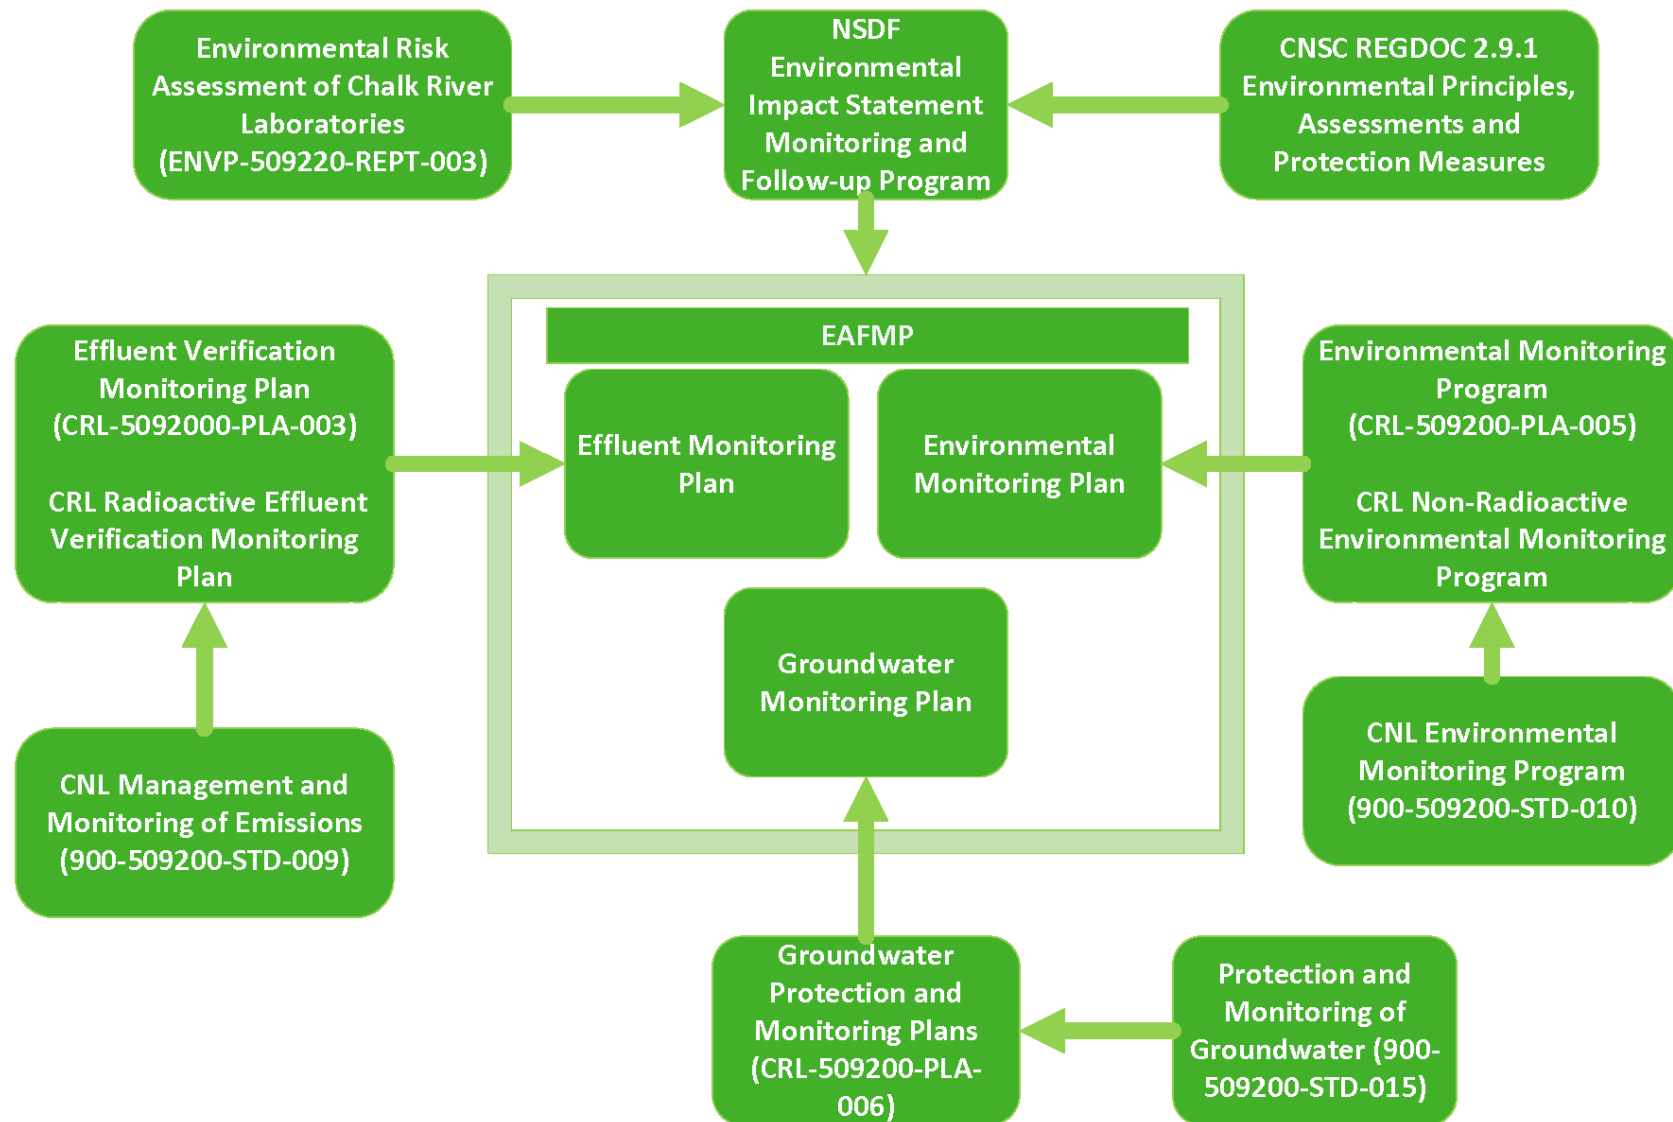 Environmental Risk
Assessment of Chalk River
Laboratories
(ENVP-509220-REPT-003)
NSDF
Environmental
Impact Statement
Monitoring and
Follow-up Program
CNSC REGDOC 2.9.1
Environmental Principles,
Assessments and
Protection Measures
EAFMP
Effluent Verification
Monitoring Plan
(CRL-5092000-PLA-003)
CRL Radioactive Effluent
Verification Monitoring
Plan
Effluent Monitoring
Plan
Environmental
Monitoring Plan
Environmental Monitoring
Program
(CRL-509200-PLA-005)
CRL Non-Radioactive
Environmental Monitoring
Program
Groundwater
Monitoring Plan
CNL Management and
Monitoring of Emissions
(900-509200-STD-009)
CNL Environmental
Monitoring Program
(900-509200-STD-010)
Groundwater
Protection and
Monitoring Plans
(CRL-509200-PLA-
006)
Protection and
Monitoring of
Groundwater (900-
509200-STD-015)